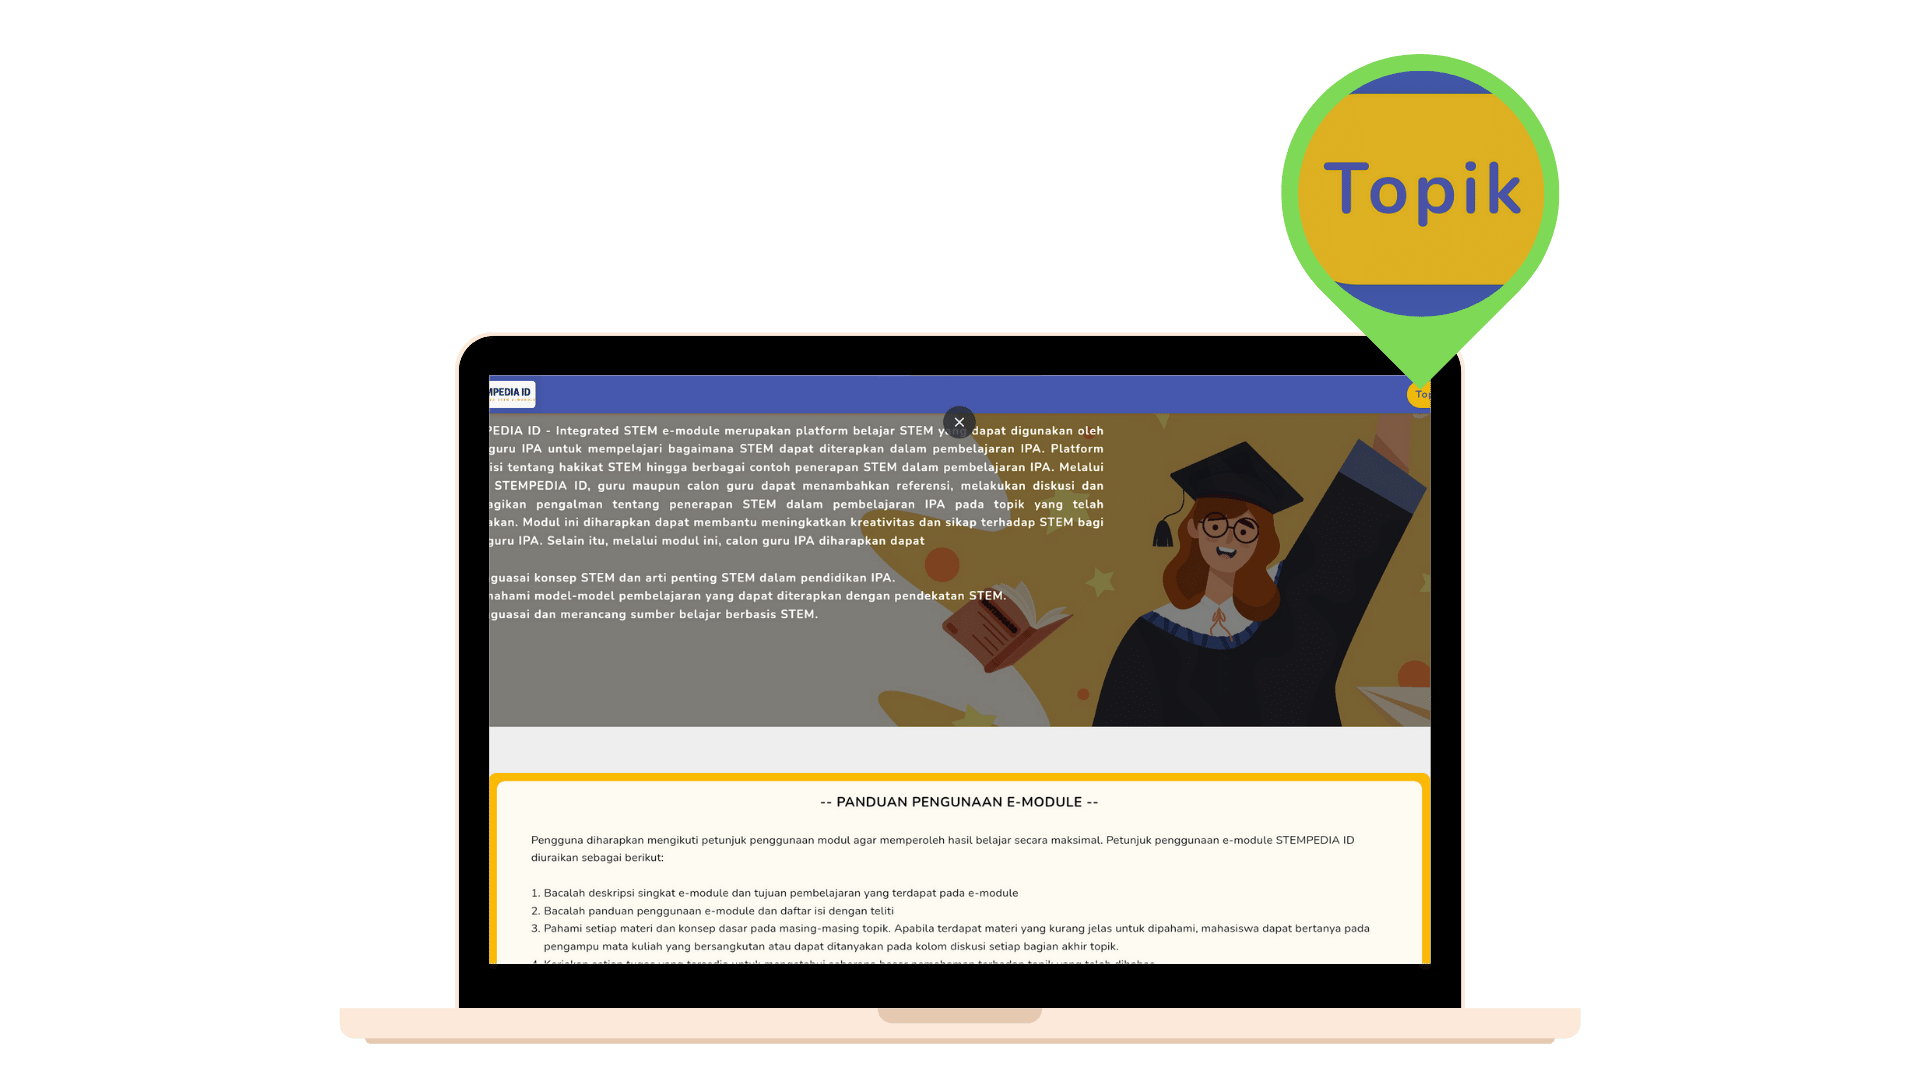 Topik
MPEDIA ID
Top
PEDIA ID - Integrated STEM e-module merupakan platform belajar STEM yang dapat digunakan oleh
guru IPA untuk mempelajari bagaimana STEM dapat diterapkan dalam pembelajaran IPA. Platform
isi tentang hakikat STEM hingga berbagai contoh penerapan STEM dalam pembelajaran IPA. Melalui
STEMPEDIA ID, guru maupun calon guru dapat menambahkan referensi, melakukan diskusi dan
agikan pengalman tentang penerapan STEM dalam pembelajaran IPA pada topik yang telah
akan. Modul ini diharapkan dapat membantu meningkatkan kreativitas dan sikap terhadap STEM bagi
guru IPA. Selain itu, melalui modul ini, calon guru IPA diharapkan dapat
guasai konsep STEM dan arti penting STEM dalam pendidikan IPA.
nahami model-model pembelajaran yang dapat diterapkan dengan pendekatan STEM.
guasai dan merancang sumber belajar berbasis STEM.
-- PANDUAN PENGUNAAN E-MODULE --
Pengguna diharapkan mengikuti petunjuk penggunaan modul agar memperoleh hasil belajar secara maksimal. Petunjuk penggunaan e-module STEMPEDIA ID
diuraikan sebagai berikut:
1. Bacalah deskripsi singkat e-module dan tujuan pembelajaran yang terdapat pada e-module
2. Bacalah panduan penggunaan e-module dan daftar isi dengan teliti
3. Pahami setiap materi dan konsep dasar pada masing-masing topik. Apabila terdapat materi yang kurang jelas untuk dipahami, mahasiswa dapat bertanya pada
pengampu mata kuliah yang bersangkutan atau dapat ditanyakan pada kolom diskusi setiap bagian akhir topik.